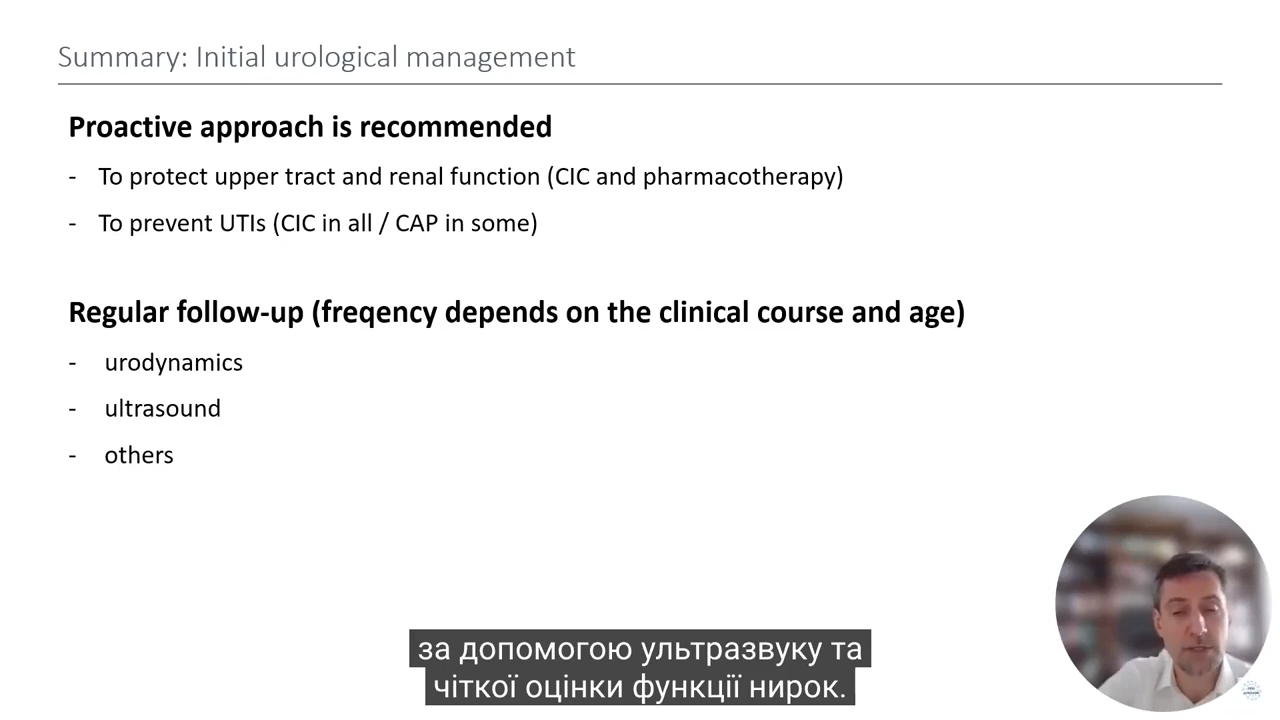 Summary: Initial urological management
Proactive approach is recommended
- To protect upper tract and renal function (CIC and pharmacotherapy)
- To prevent UTIs (CIC in all / CAP in some)
Regular follow-up (freqency depends on the clinical course and age)
- urodynamics
- ultrasound
- others
за допомогою ультразвуку та
чіткої оцінки функції нирок.